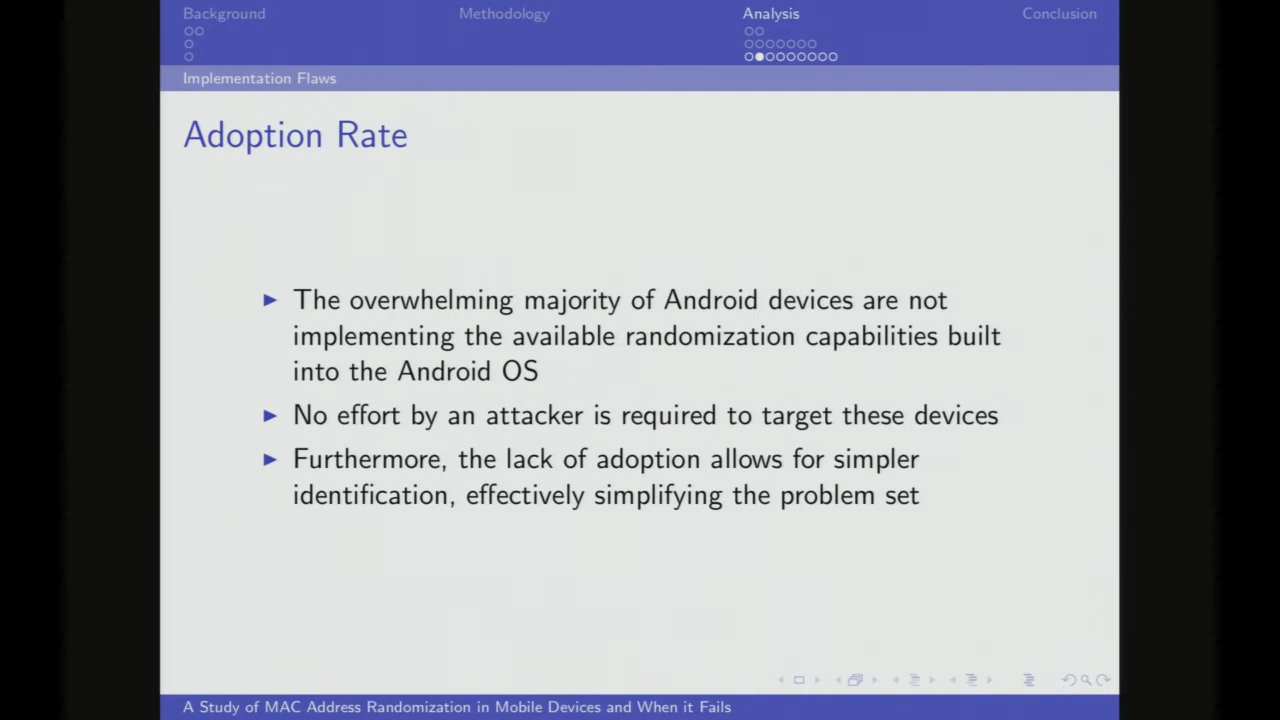 Background Methodology Analysis Conclusion
Implementation Flaws
Adoption Rate
The overwhelming majority of Android devices are not
implementing the available randomization capabilities built
into the Android OS
No effort by an attacker is required to target these devices
Furthermore, the lack of adoption allows for simpler
identification, effectively simplifying the problem set
A Study of MAC Address Randomization in Mobile Devices and When it Fails